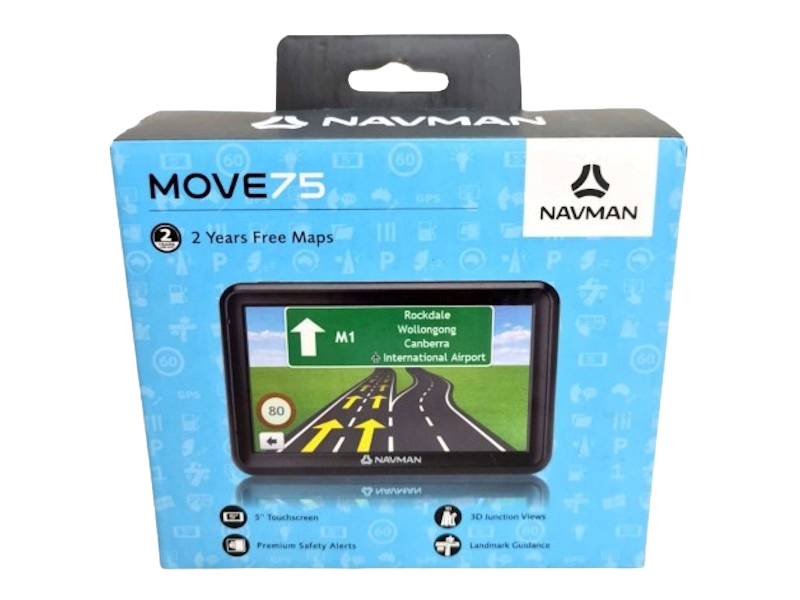 NAVMAN
MOVE75
NAVMAN
2 2 Years Free Maps
M1
Rockdale
Wollongong
Canberra
International Airport
80
NAVMAN
5" Touchscreen
3D Junction Views
Premium Safety Alerts
Landmark Guidance